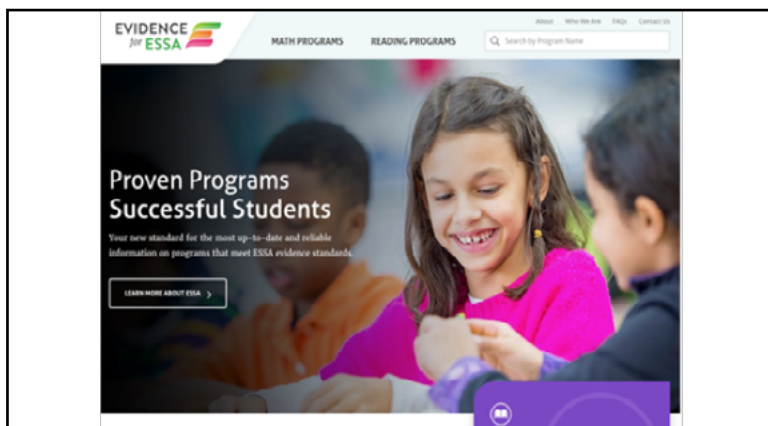 About Who We Are FAQs Contact Us
EVIDENCE
for ESSA
MATH PROGRAMS READING PROGRAMS Search by Program Name
Proven Programs
Successful Students
Your new standard for the most up-to-date and reliable
information on programs that meet ESSA evidence standards.
LEARN MORE ABOUT ESSA >